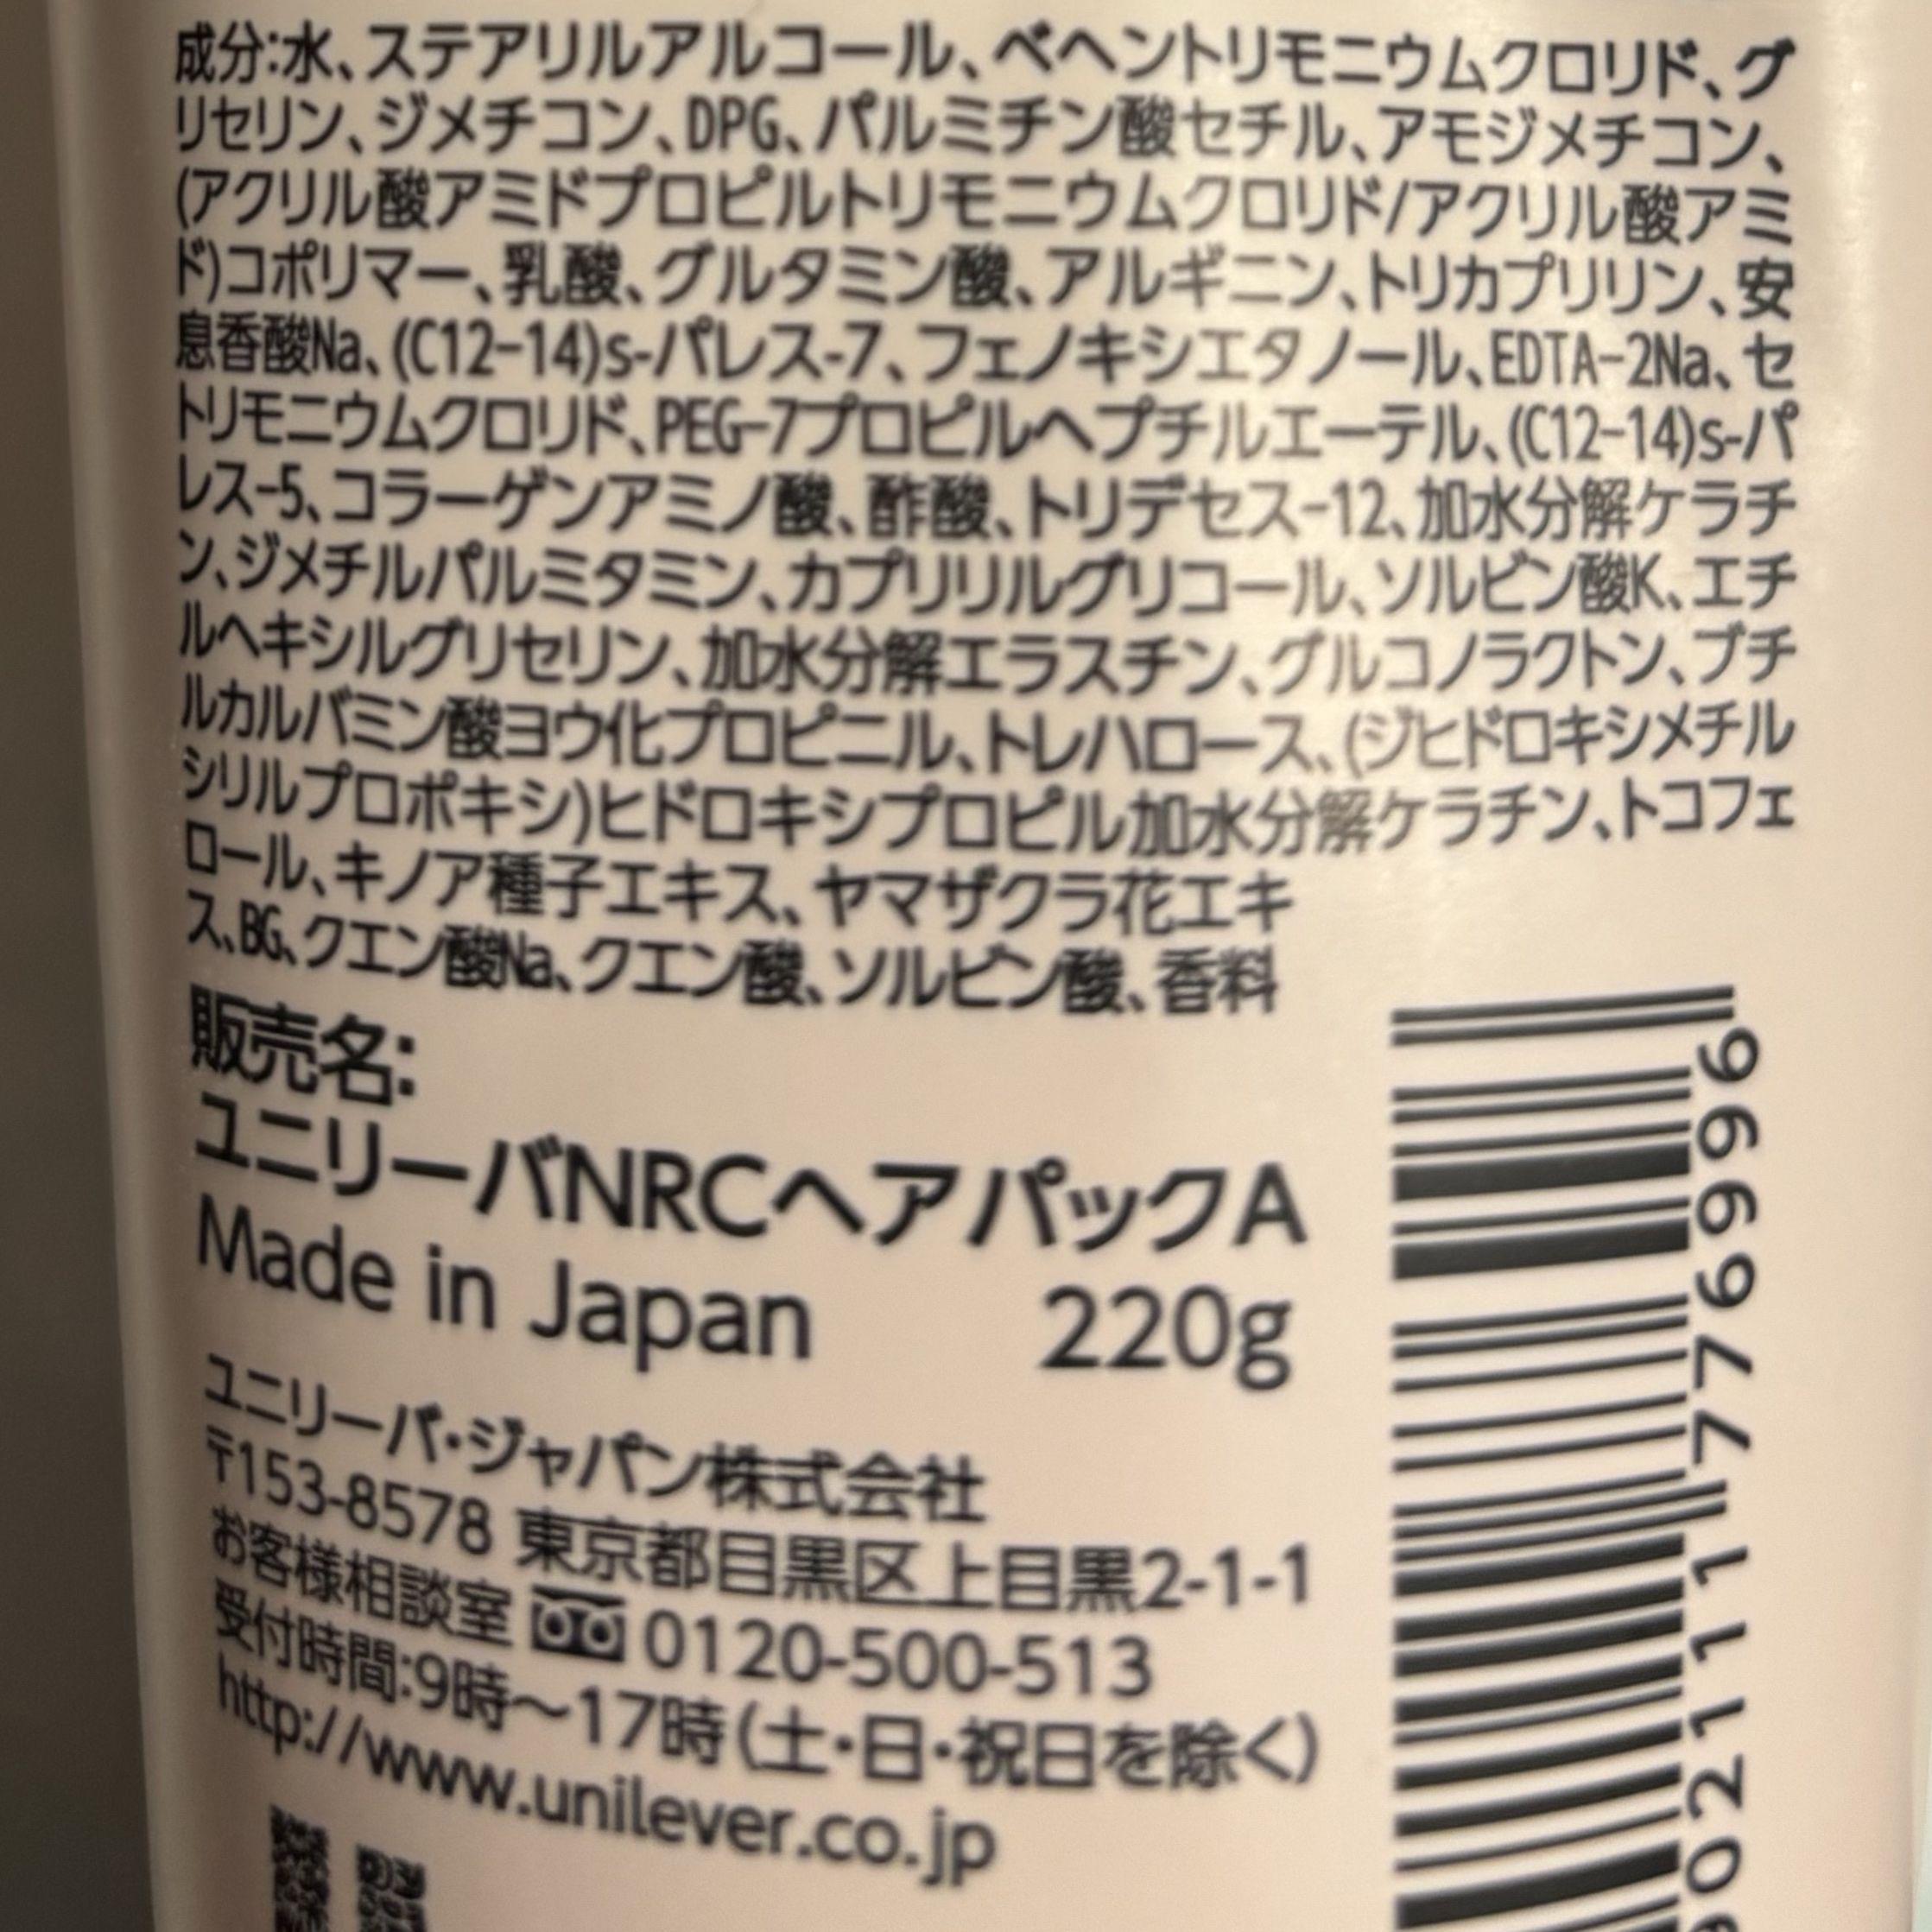 成分:水、ステアリルアルコール、ベヘントリモニウムクロリド、グ
リセリン、ジメチコン、DPG、パルミチン酸セチル、アモジメチコン、
(アクリル酸アミドプロピルトリモニウムクロリド/アクリル酸アミ
ド)コポリマー、乳酸、グルタミン酸、アルギニン、トリカプリリン、安
息香酸Na、(C12-14)s-パレス-7、フェノキシエタノール、EDTA-2Na、セ
トリモニウムクロリド、PEG-7プロピルヘプチルエーテル、(C12-14)s-パ
レス-5、コラーゲンアミノ酸、酢酸、トリデセス-12、加水分解ケラチ
ン、ジメチルパルミタミン、カプリリルグリコール、ソルビン酸K、エチ
ルヘキシルグリセリン、加水分解エラスチン、グルコノラクトン、ブチ
ルカルバミン酸ヨウ化プロピニル、トレハロース、(ジヒドロキシメチル
シリルプロポキシ)ヒドロキシプロピル加水分解ケラチン、トコフェ
ロール、キノア種子エキス、ヤマザクラ花エキ
ス、BG、クエン酸Na、クエン酸、ソルビン酸、香料
販売名:
ユニリーバNRCヘアパックA
Made in Japan 220g
ユニリーバ・ジャパン株式会社
〒153-8578 東京都目黒区上目黒2-1-1
お客様相談室 0120-500-513
受付時間:9時～17時(土・日・祝日を除く)
http://www.unilever.co.jp